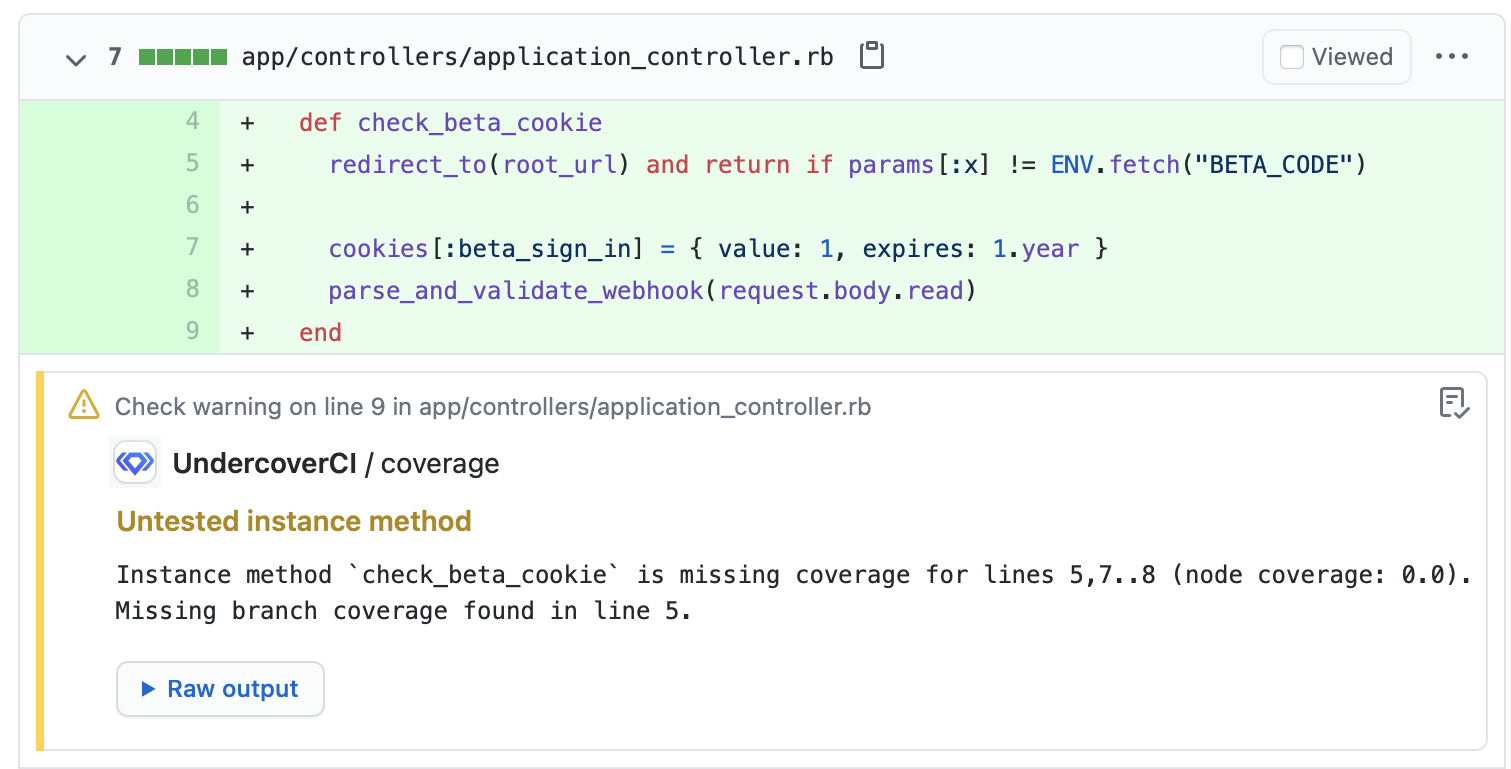 7 app/controllers/application_controller.rb Viewed
4 + def check_beta_cookie
5 + redirect_to(root_url) and return if params[:x] != ENV.fetch("BETA_CODE")
6 +
7 + cookies[:beta_sign_in] = { value: 1, expires: 1.year }
8 + parse_and_validate_webhook(request.body.read)
9 + end
Check warning on line 9 in app/controllers/application_controller.rb
UndercoverCI / coverage
Untested instance method
Instance method `check_beta_cookie` is missing coverage for lines 5,7..8 (node coverage: 0.0).
Missing branch coverage found in line 5.
Raw output